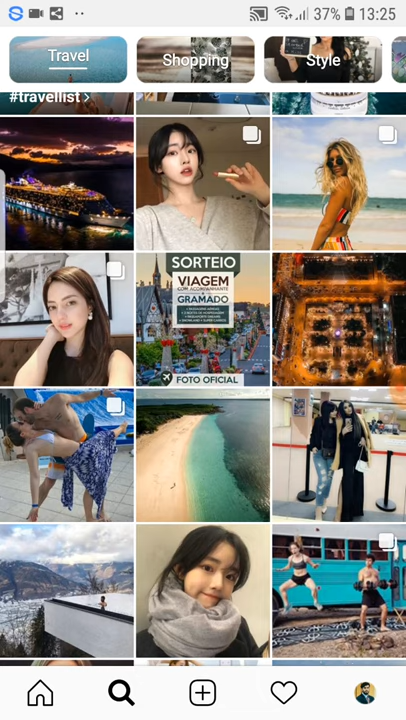 37% 13:25
Travel
Shopping
Style
#travellist >
SORTEIO
VIAGEM
COM ACOMPANHANTE
GRAMADO
FOTO OFICIAL